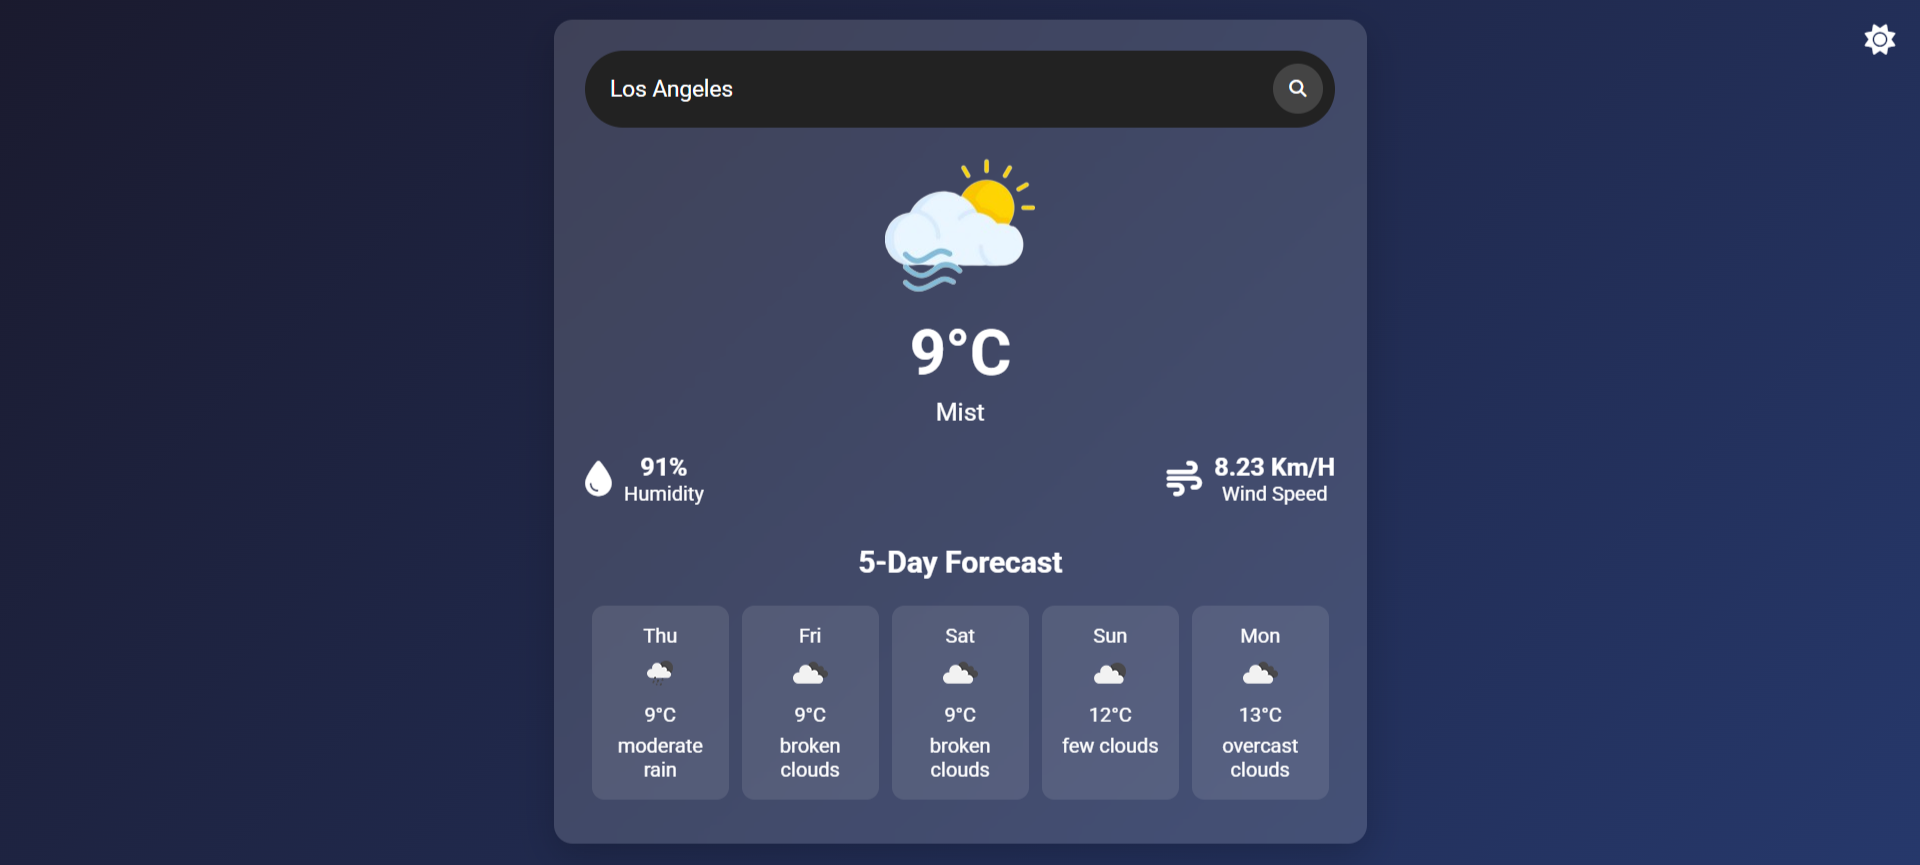 Los Angeles
9°C
Mist
91%
Humidity
8.23 Km/H
Wind Speed
5-Day Forecast
Thu
9°C
moderate
rain
Fri
9°C
broken
clouds
Sat
9°C
broken
clouds
Sun
12°C
few clouds
Mon
13°C
overcast
clouds